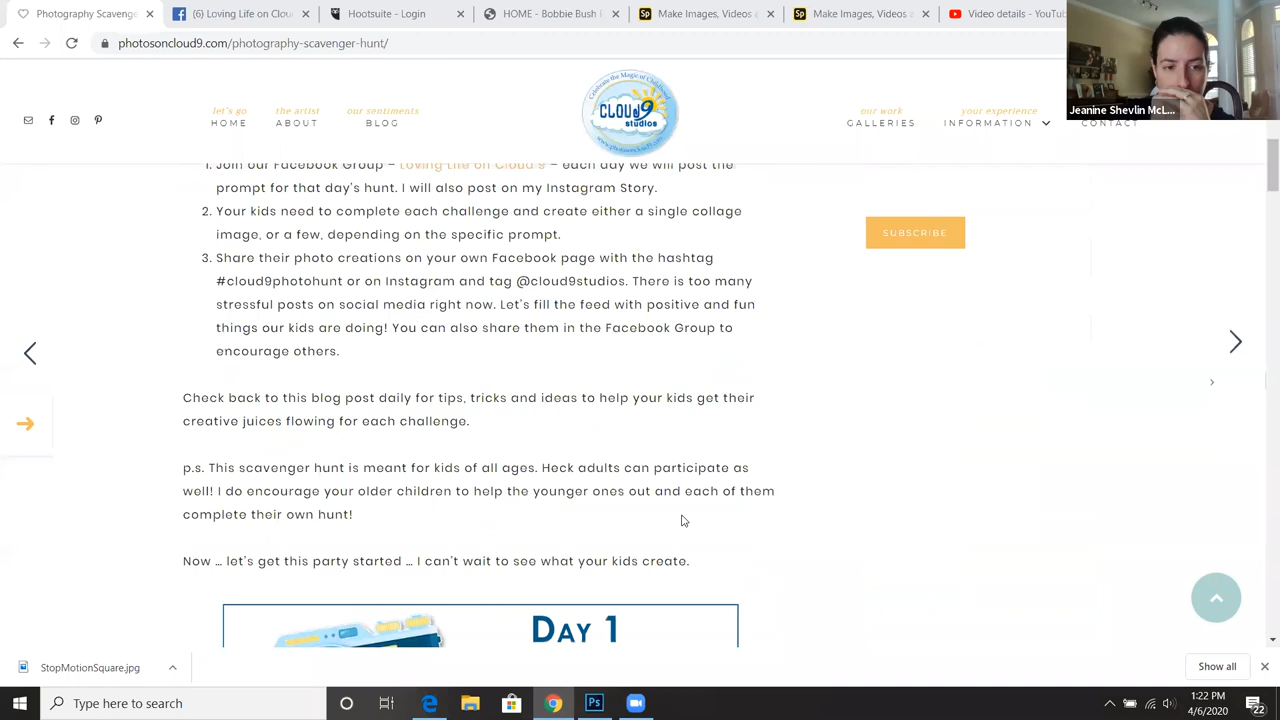 Photography Scaveng
(6) Loving Life on Clou
Hootsuite - Login
HOME - Bobbie Bush
Make Images, Videos
Make Images, Videos a
Video details - YouTu
photosoncloud9.com/photography-scavenger-hunt/
Jeanine Shevlin McL...
let's go
HOME
the artist
ABOUT
our sentiments
BLOG
Celebrate the Magic of Childhood
CLOUD 9
studios
www.photosoncloud9.com
our work
GALLERIES
your experience
INFORMATION
CONTACT
1. Join our Facebook Group – Loving Life on Cloud 9 – each day we will post the
prompt for that day's hunt. I will also post on my Instagram Story.
2. Your kids need to complete each challenge and create either a single collage
image, or a few, depending on the specific prompt.
3. Share their photo creations on your own Facebook page with the hashtag
#cloud9photohunt or on Instagram and tag @cloud9studios. There is too many
stressful posts on social media right now. Let's fill the feed with positive and fun
things our kids are doing! You can also share them in the Facebook Group to
encourage others.
SUBSCRIBE
Check back to this blog post daily for tips, tricks and ideas to help your kids get their
creative juices flowing for each challenge.
p.s. This scavenger hunt is meant for kids of all ages. Heck adults can participate as
well! I do encourage your older children to help the younger ones out and each of them
complete their own hunt!
Now … let's get this party started … I can't wait to see what your kids create.
DAY 1
StopMotionSquare.jpg
Show all
Type here to search
Ps
1:22 PM
4/6/2020
22